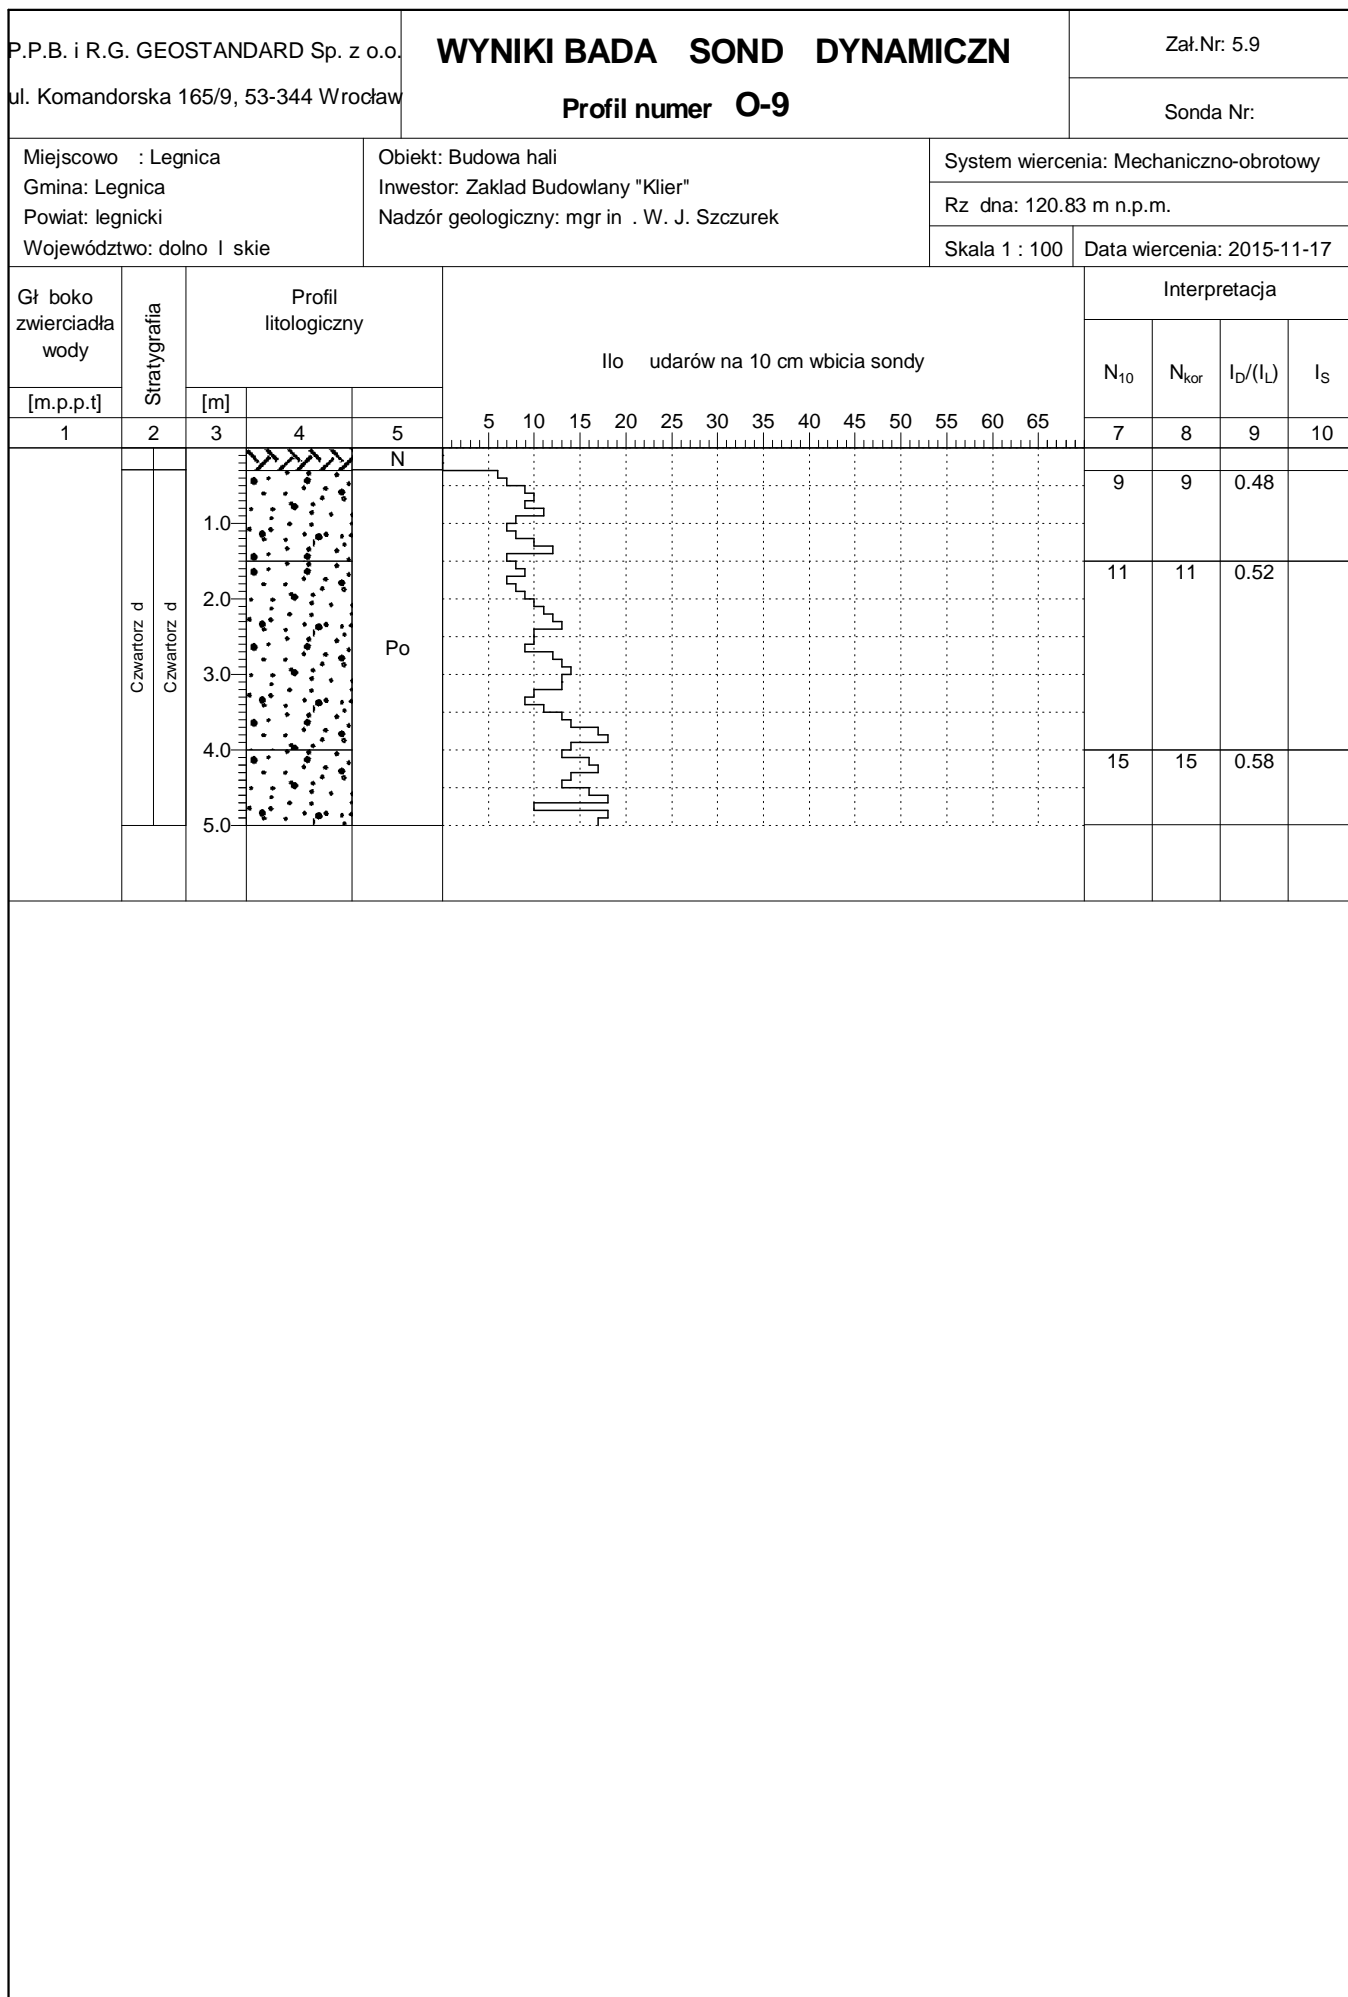 P.P.B. i R.G. GEOSTANDARD Sp. z o.o.
ul. Komandorska 165/9, 53-344 Wrocław
WYNIKI BADA SOND DYNAMICZN
Profil numer O-9
Zał.Nr: 5.9
Sonda Nr:
Miejscowo : Legnica
Gmina: Legnica
Powiat: legnicki
Województwo: dolno l skie
Obiekt: Budowa hali
Inwestor: Zaklad Budowlany "Klier"
Nadzór geologiczny: mgr in . W. J. Szczurek
System wiercenia: Mechaniczno-obrotowy
Rz dna: 120.83 m n.p.m.
Skala 1 : 100
Data wiercenia: 2015-11-17
Gł boko
zwierciadła
wody
[m.p.p.t]
Stratygrafia
Profil
litologiczny
[m]
Ilo udarów na 10 cm wbicia sondy
5 10 15 20 25 30 35 40 45 50 55 60 65
Interpretacja
N10 Nkor ID/(IL) IS
1 2 3 4 5 7 8 9 10
N
9 9 0.48
1.0
11 11 0.52
2.0
Czwartorz d
Czwartorz d
Po
3.0
4.0
15 15 0.58
5.0